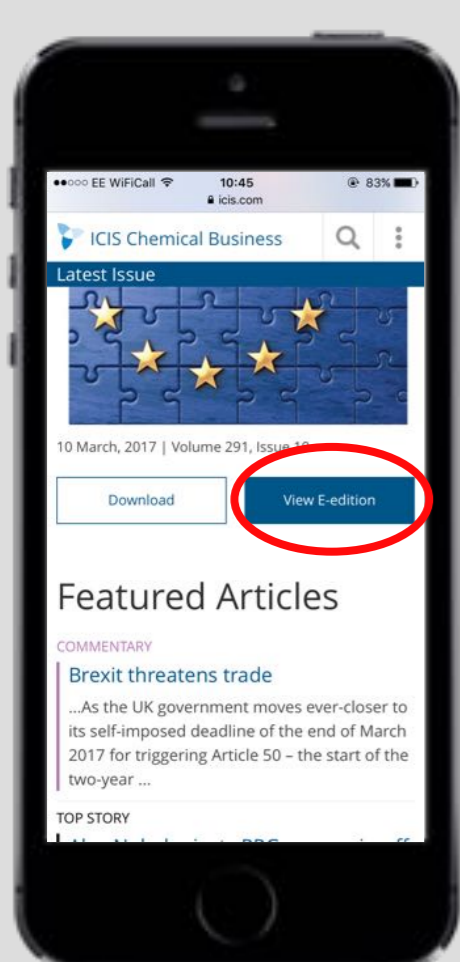 EE WiFiCall 10:45 83%
icis.com
ICIS Chemical Business
Latest Issue
10 March, 2017 | Volume 291, Issue 10
Download
View E-edition
Featured Articles
COMMENTARY
Brexit threatens trade
...As the UK government moves ever-closer to
its self-imposed deadline of the end of March
2017 for triggering Article 50 – the start of the
two-year ...
TOP STORY